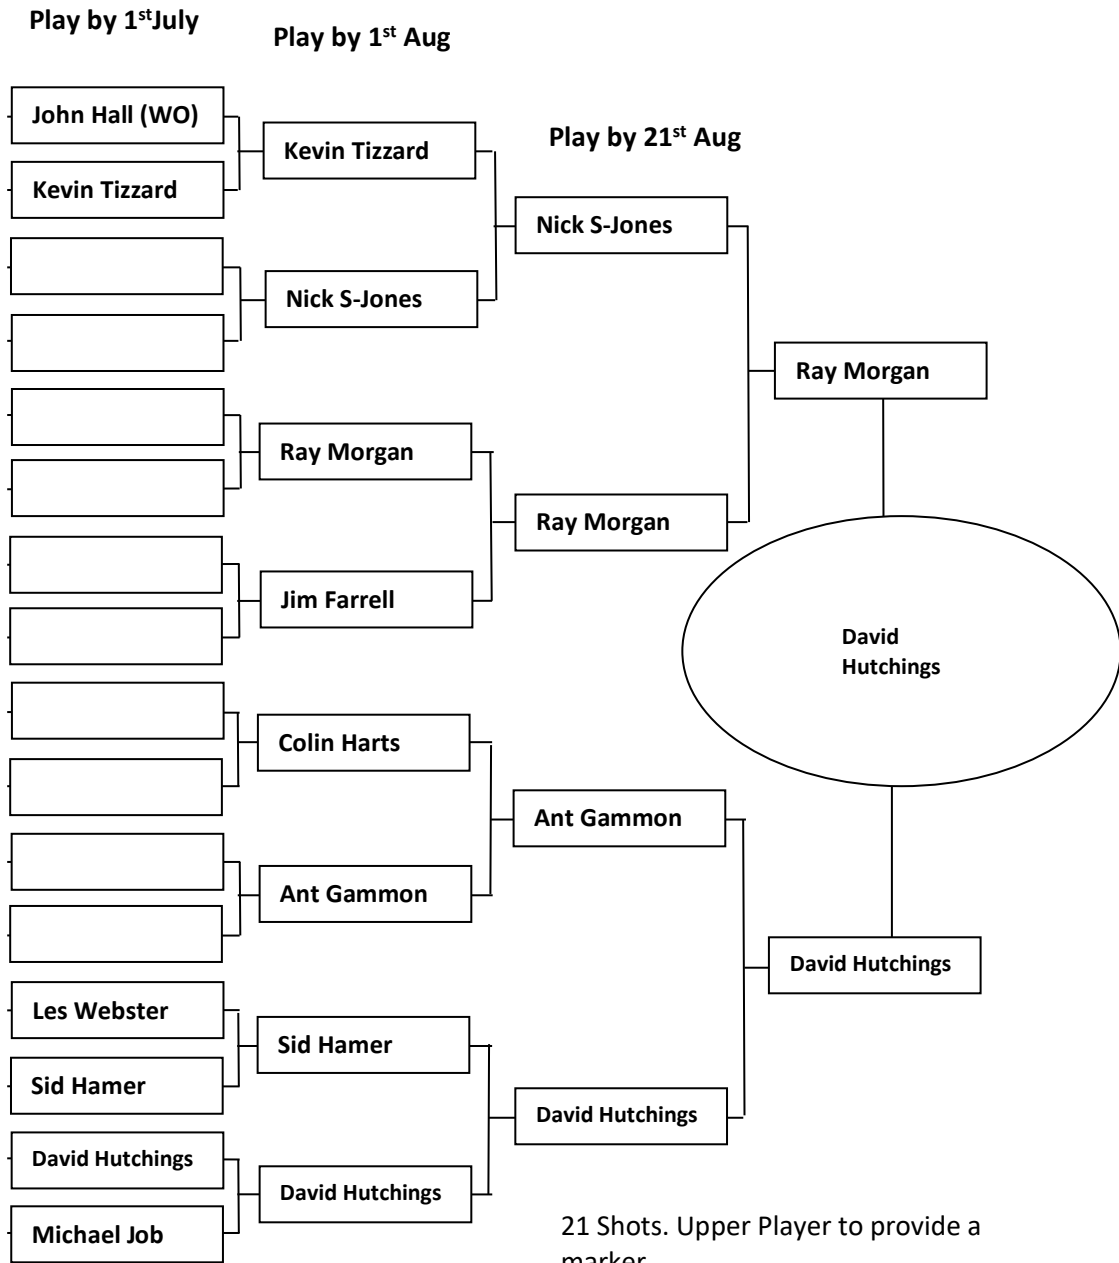 Play by 1stJuly
Play by 1st Aug
Play by 21st Aug
John Hall (WO)
Kevin Tizzard
Les Webster
Sid Hamer
David Hutchings
Michael Job
Kevin Tizzard
Nick S-Jones
Ray Morgan
Jim Farrell
Colin Harts
Ant Gammon
Sid Hamer
David Hutchings
Nick S-Jones
Ray Morgan
Ant Gammon
David Hutchings
Ray Morgan
David
Hutchings
David Hutchings
21 Shots. Upper Player to provide a
marker